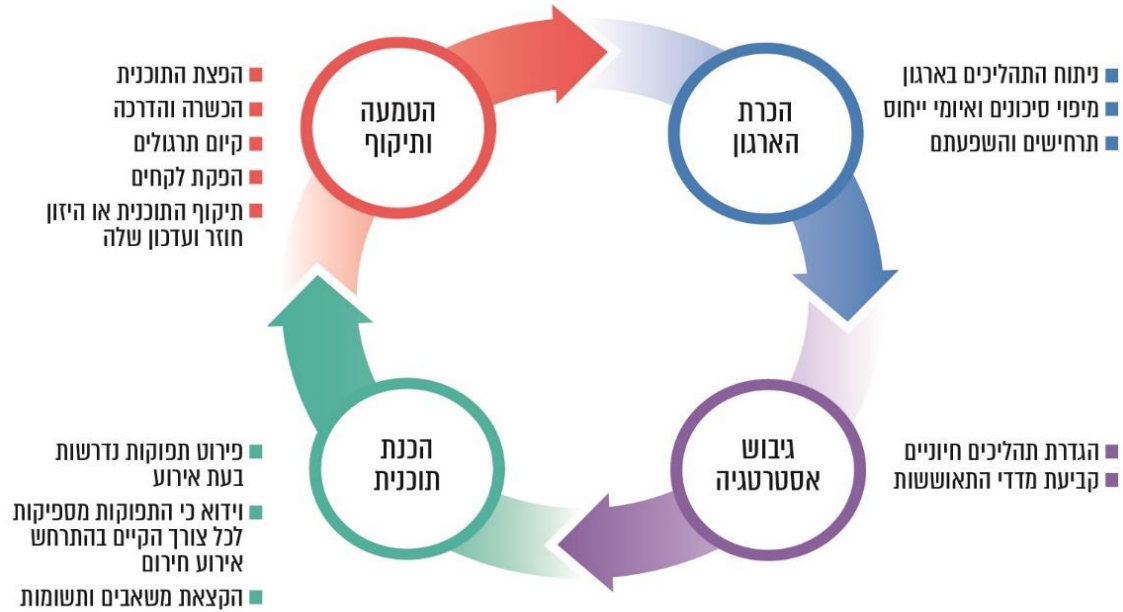 הכרת
הארגון
ניתוח התהליכים בארגון
מיפוי סיכונים ואיומי ייחוס
תרחישים והשפעתם
גיבוש
אסטרטגיה
הגדרת תהליכים חיוניים
קביעת מדדי התאוששות
הכנת
תוכנית
פירוט תפוקות נדרשות
בעת אירוע
וידוא כי התפוקות מספיקות
לכל צורך הקיים בהתרחש
אירוע חירום
הקצאת משאבים ותשומות
הטמעה
ותיקוף
הפצת התוכנית
הכשרה והדרכה
קיום תרגולים
הפקת לקחים
תיקוף התוכנית או היזון
חוזר ועדכון שלה